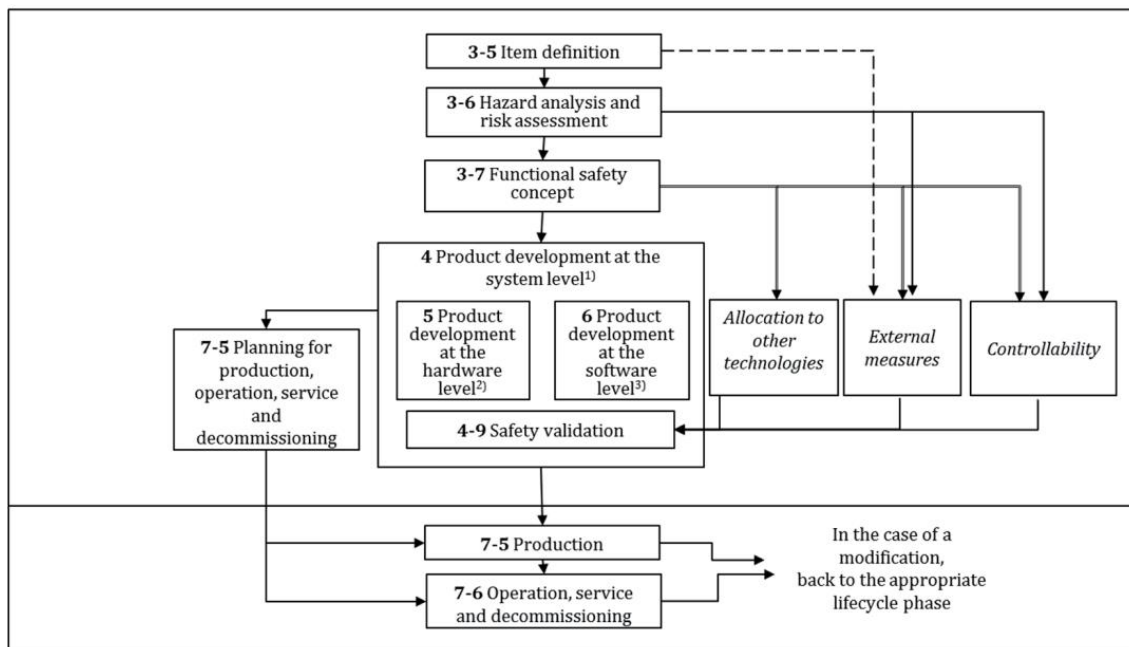 3-5 Item definition
3-6 Hazard analysis and
risk assessment
3-7 Functional safety
concept
4 Product development at the
system level1)
5 Product
development
at the
hardware
level2)
6 Product
development
at the
software
level3)
4-9 Safety validation
Allocation to
other
technologies
External
measures
Controllability
7-5 Planning for
production,
operation, service
and
decommissioning
7-5 Production
7-6 Operation, service
and decommissioning
In the case of a
modification,
back to the appropriate
lifecycle phase